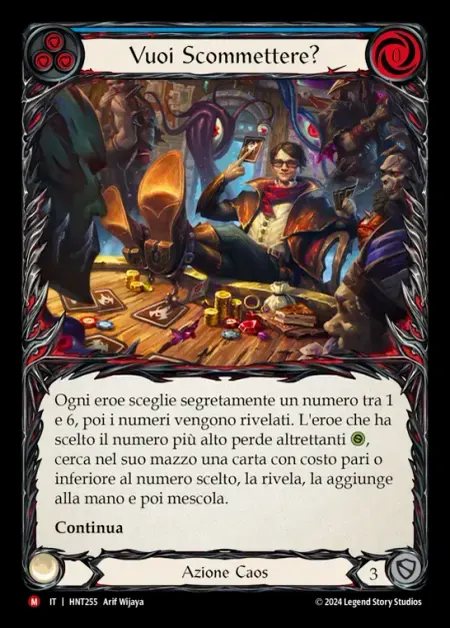 Vuoi Scommettere?
0
Ogni eroe sceglie segretamente un numero tra 1
e 6, poi i numeri vengono rivelati. L'eroe che ha
scelto il numero più alto perde altrettanti ,
cerca nel suo mazzo una carta con costo pari o
inferiore al numero scelto, la rivela, la aggiunge
alla mano e poi mescola.
Continua
Azione Caos
3
M IT | HNT255 Arif Wijaya
© 2024 Legend Story Studios